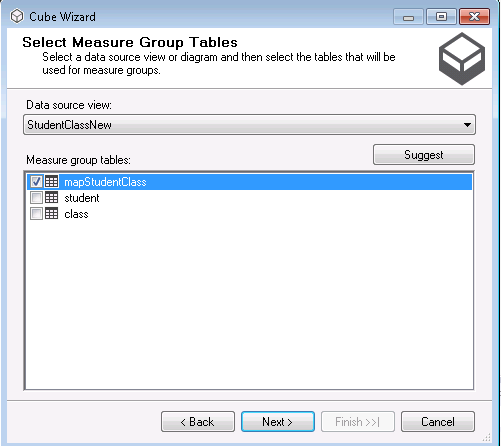 Cube Wizard
Select Measure Group Tables
Select a data source view or diagram and then select the tables that will be
used for measure groups.
Data source view:
StudentClassNew
Suggest
Measure group tables:
mapStudentClass
student
class
< Back
Next >
Finish >>|
Cancel